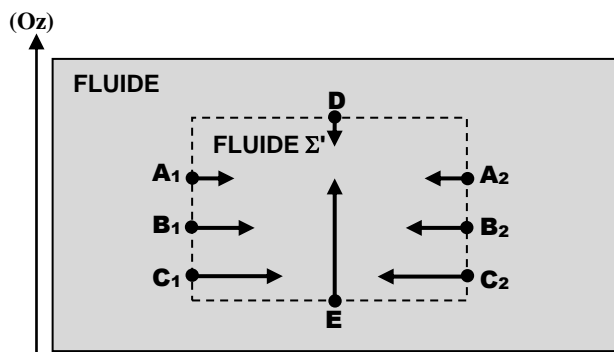 (Oz)
FLUIDE
D
FLUIDE Σ'
A₁ A₂
B₁ B₂
C₁ C₂
E